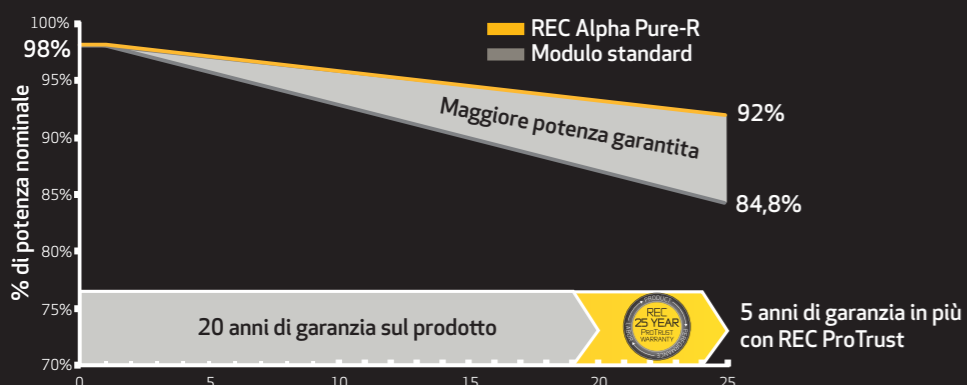 100%
98%
95%
90%
85%
80%
75%
70%
% di potenza nominale
REC Alpha Pure-R
Modulo standard
Maggiore potenza garantita
92%
84,8%
20 anni di garanzia sul prodotto
PRODUCT
REC
25 YEAR
PROTRUST
WARRANTY
LABOR
PERFORMANCE
5 anni di garanzia in più
con REC ProTrust
0 5 10 15 20 25